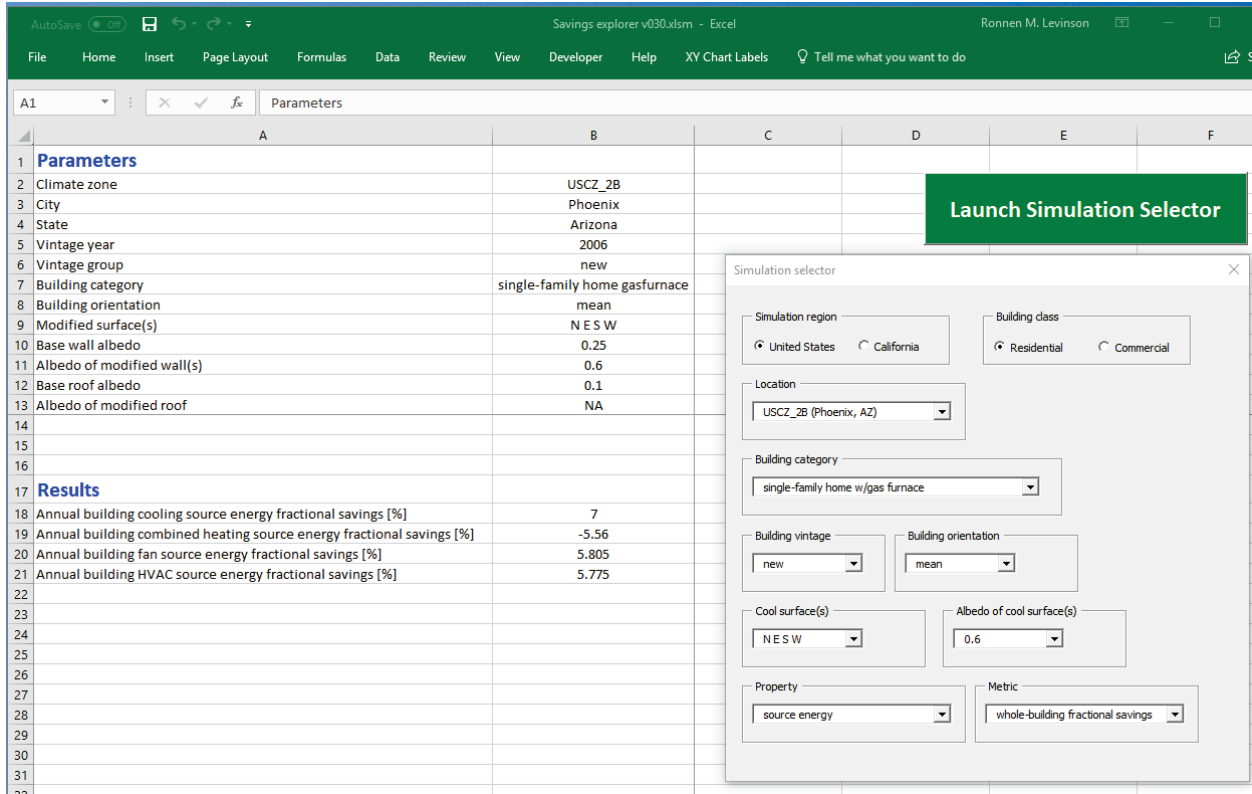 AutoSave Off Savings explorer v030.xlsm - Excel Ronnen M. Levinson
File Home Insert Page Layout Formulas Data Review View Developer Help XY Chart Labels Tell me what you want to do S
A1 fx Parameters
A B C D E F
1 Parameters
2 Climate zone USCZ_2B
3 City Phoenix
4 State Arizona
5 Vintage year 2006
6 Vintage group new
7 Building category single-family home gasfurnace
8 Building orientation mean
9 Modified surface(s) N E S W
10 Base wall albedo 0.25
11 Albedo of modified wall(s) 0.6
12 Base roof albedo 0.1
13 Albedo of modified roof NA
14
15
16
17 Results
18 Annual building cooling source energy fractional savings [%] 7
19 Annual building combined heating source energy fractional savings [%] -5.56
20 Annual building fan source energy fractional savings [%] 5.805
21 Annual building HVAC source energy fractional savings [%] 5.775
22
23
24
25
26
27
28
29
30
31
Launch Simulation Selector
Simulation selector
Simulation region Building class
United States California Residential Commercial
Location
USCZ_2B (Phoenix, AZ)
Building category
single-family home w/gas furnace
Building vintage Building orientation
new mean
Cool surface(s) Albedo of cool surface(s)
N E S W 0.6
Property Metric
source energy whole-building fractional savings